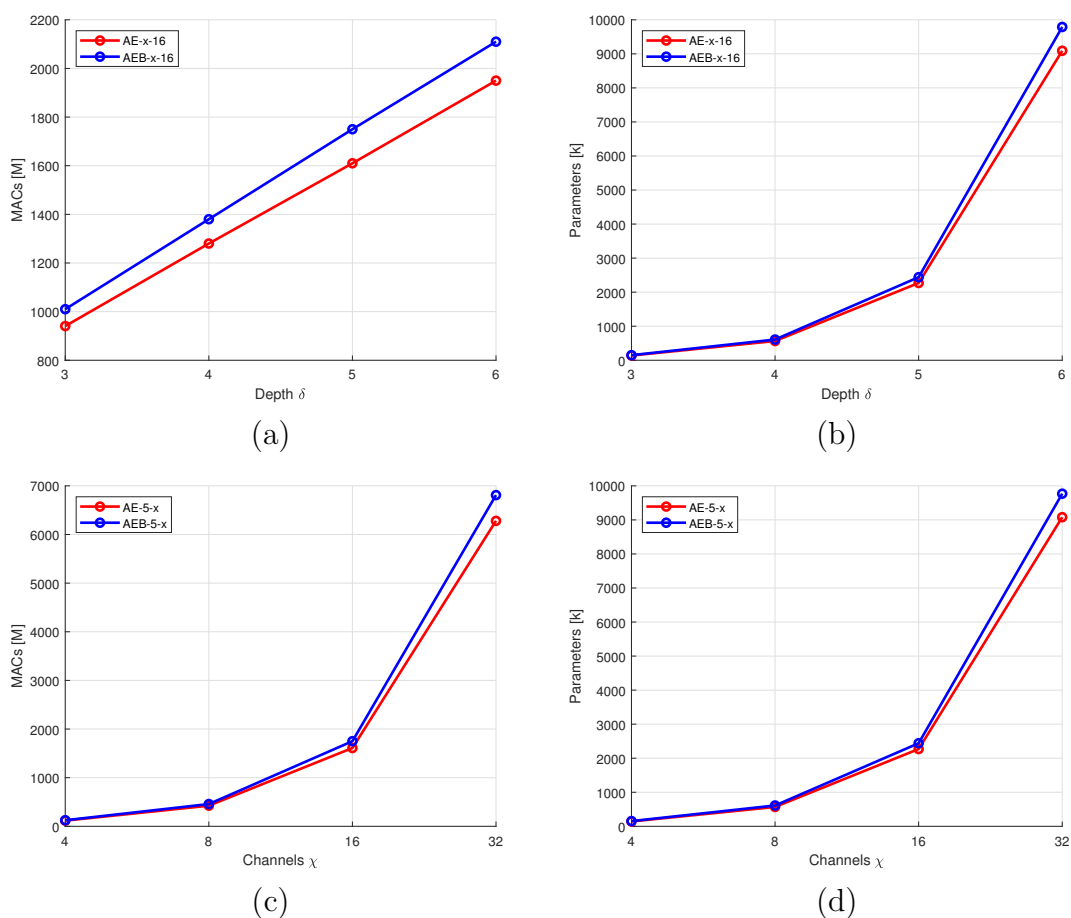 2200
2000
1800
1600
1400
1200
1000
800
MACs [M]
AE-x-16
AEB-x-16
3 4 5 6
Depth δ
(a)
10000
9000
8000
7000
6000
5000
4000
3000
2000
1000
0
Parameters [k]
AE-x-16
AEB-x-16
3 4 5 6
Depth δ
(b)
7000
6000
5000
4000
3000
2000
1000
0
MACs [M]
AE-5-x
AEB-5-x
4 8 16 32
Channels χ
(c)
10000
9000
8000
7000
6000
5000
4000
3000
2000
1000
0
Parameters [k]
AE-5-x
AEB-5-x
4 8 16 32
Channels χ
(d)